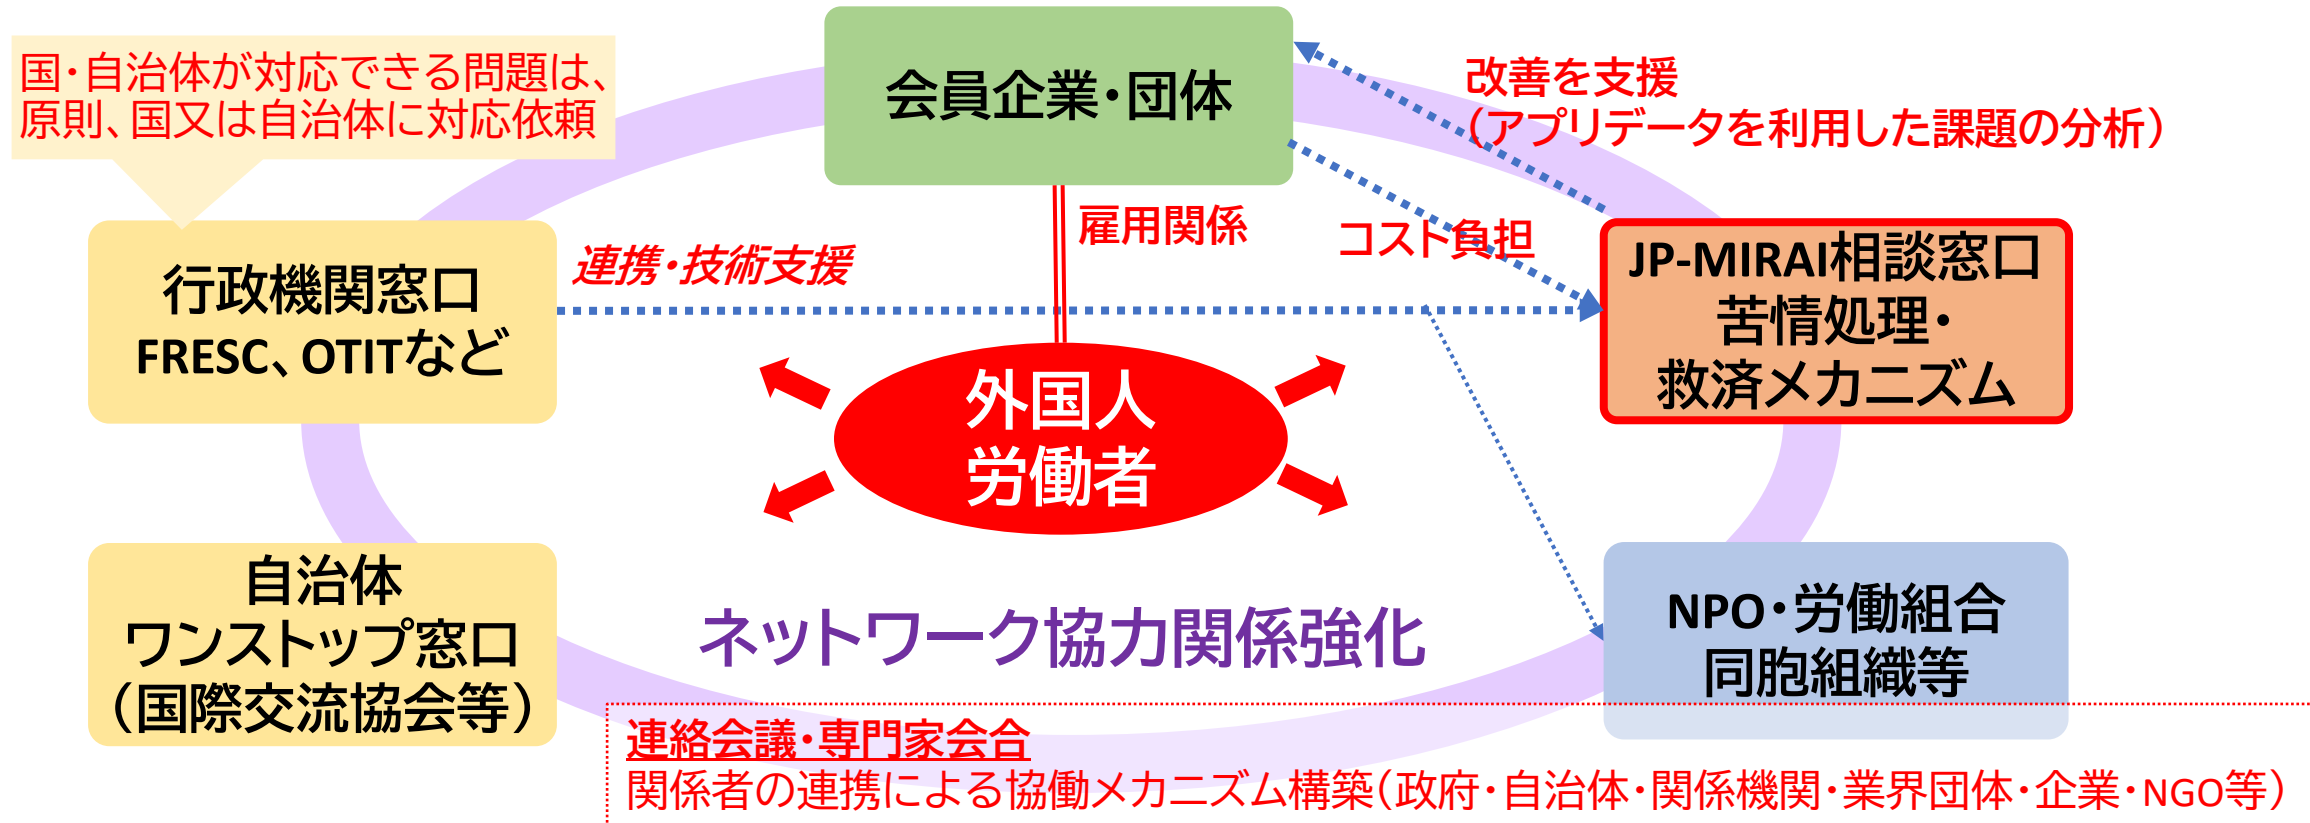 国・自治体が対応できる問題は、
原則、国又は自治体に対応依頼
会員企業・団体
改善を支援
（アプリデータを利用した課題の分析）
雇用関係
コスト負担
連携・技術支援
行政機関窓口
FRESC、OTITなど
JP-MIRAI相談窓口
苦情処理・
救済メカニズム
外国人
労働者
自治体
ワンストップ窓口
（国際交流協会等）
ネットワーク協力関係強化
NPO・労働組合
同胞組織等
連絡会議・専門家会合
関係者の連携による協働メカニズム構築（政府・自治体・関係機関・業界団体・企業・NGO等）